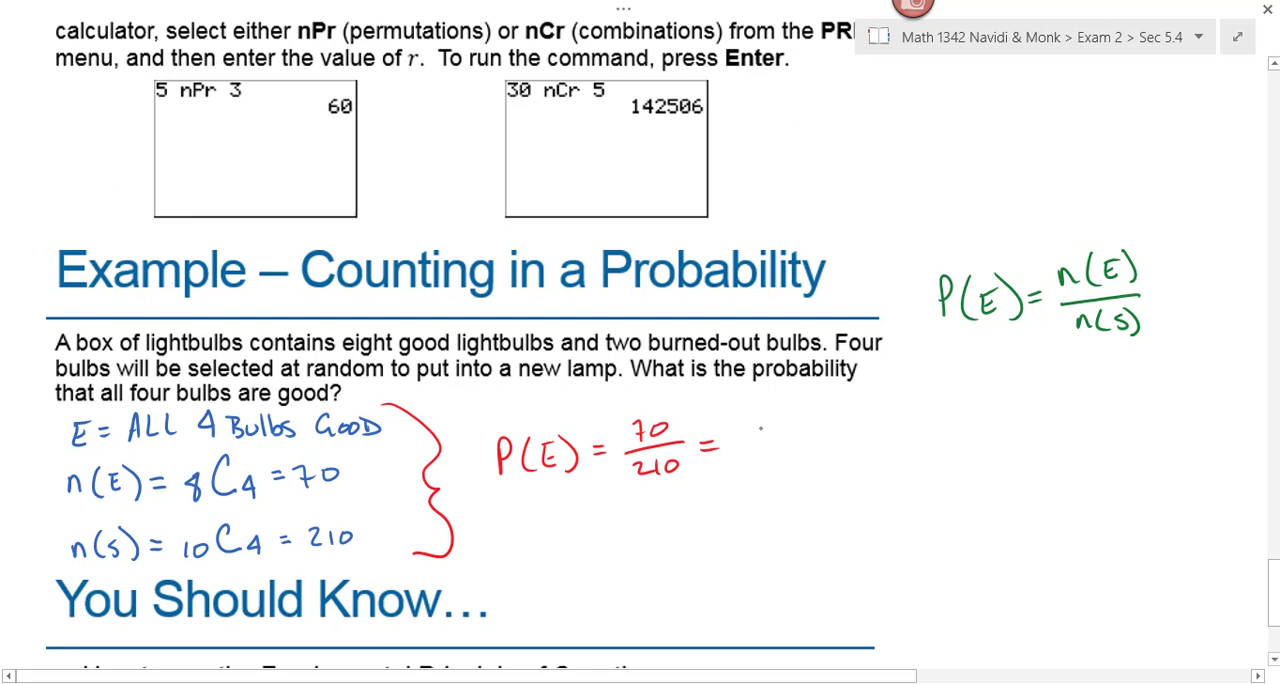 calculator, select either nPr (permutations) or nCr (combinations) from the
Math 1342 Navidi & Monk > Exam 2 > Sec 5.4
menu, and then enter the value of r. To run the command, press Enter.
5 nPr 3
60
30 nCr 5
142506
Example – Counting in a Probability
P(E) = n(E) / n(S)
A box of lightbulbs contains eight good lightbulbs and two burned-out bulbs. Four
bulbs will be selected at random to put into a new lamp. What is the probability
that all four bulbs are good?
E = ALL 4 Bulbs GOOD
n(E) = 8C4 = 70
P(E) = 70 / 210 =
n(S) = 10C4 = 210
You Should Know…